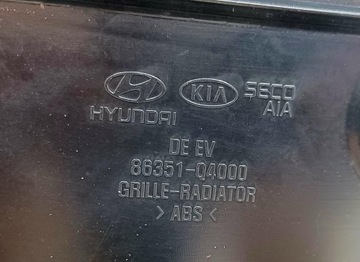 HYUNDAI KIA SECO
AIA
DE EV
86351-Q4000
GRILLE-RADIATOR
> ABS <